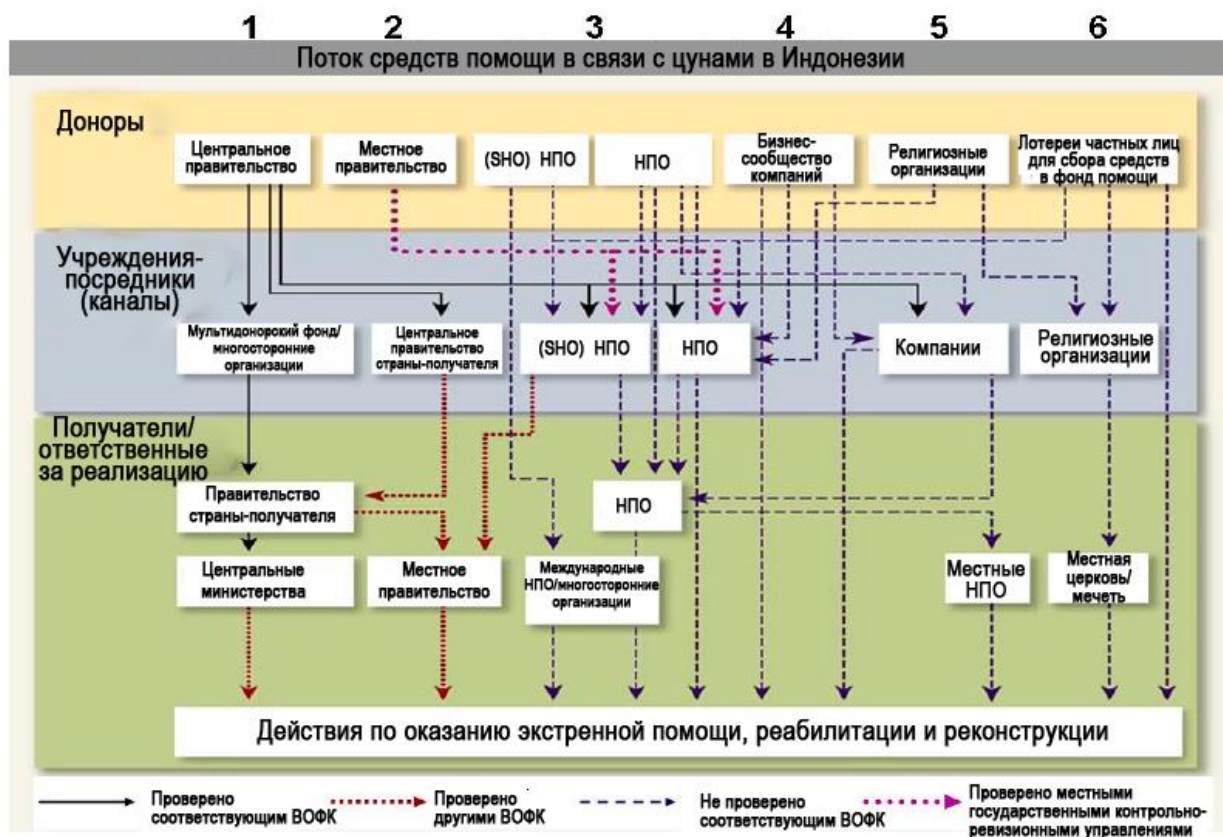 1 2 3 4 5 6
Поток средств помощи в связи с цунами в Индонезии
Доноры
Центральное
правительство
Местное
правительство
(SHO) НПО
НПО
Бизнес-
сообщество
компаний
Религиозные
организации
Лотереи частных лиц
для сбора средств
в фонд помощи
Учреждения-
посредники
(каналы)
Мультидонорский фонд/
многосторонние
организации
Центральное
правительство
страны-получателя
(SHO) НПО
НПО
Компании
Религиозные
организации
Получатели/
ответственные
за реализацию
Правительство
страны-получателя
НПО
Центральные
министерства
Местное
правительство
Международные
НПО/многосторонние
организации
Местные
НПО
Местная
церковь/
мечеть
Действия по оказанию экстренной помощи, реабилитации и реконструкции
Проверено
соответствующим ВОФК
Проверено
другими ВОФК
Не проверено
соответствующим ВОФК
Проверено местными
государственными контрольно-
ревизионными управлениями